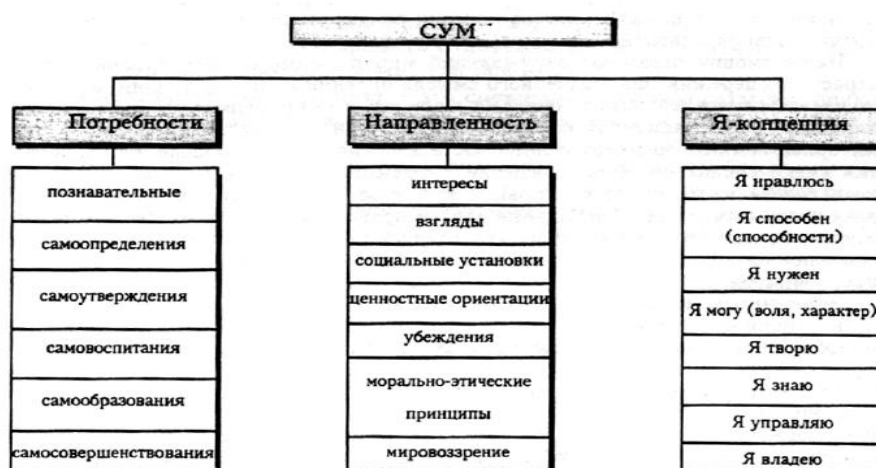 СУМ
Потребности
познавательные
самоопределения
самоутверждения
самовоспитания
самообразования
самосовершенствования
Направленность
интересы
взгляды
социальные установки
ценностные ориентации
убеждения
морально-этические
принципы
мировоззрение
Я-концепция
Я нравлюсь
Я способен
(способности)
Я нужен
Я могу (воля, характер)
Я творю
Я знаю
Я управляю
Я владею